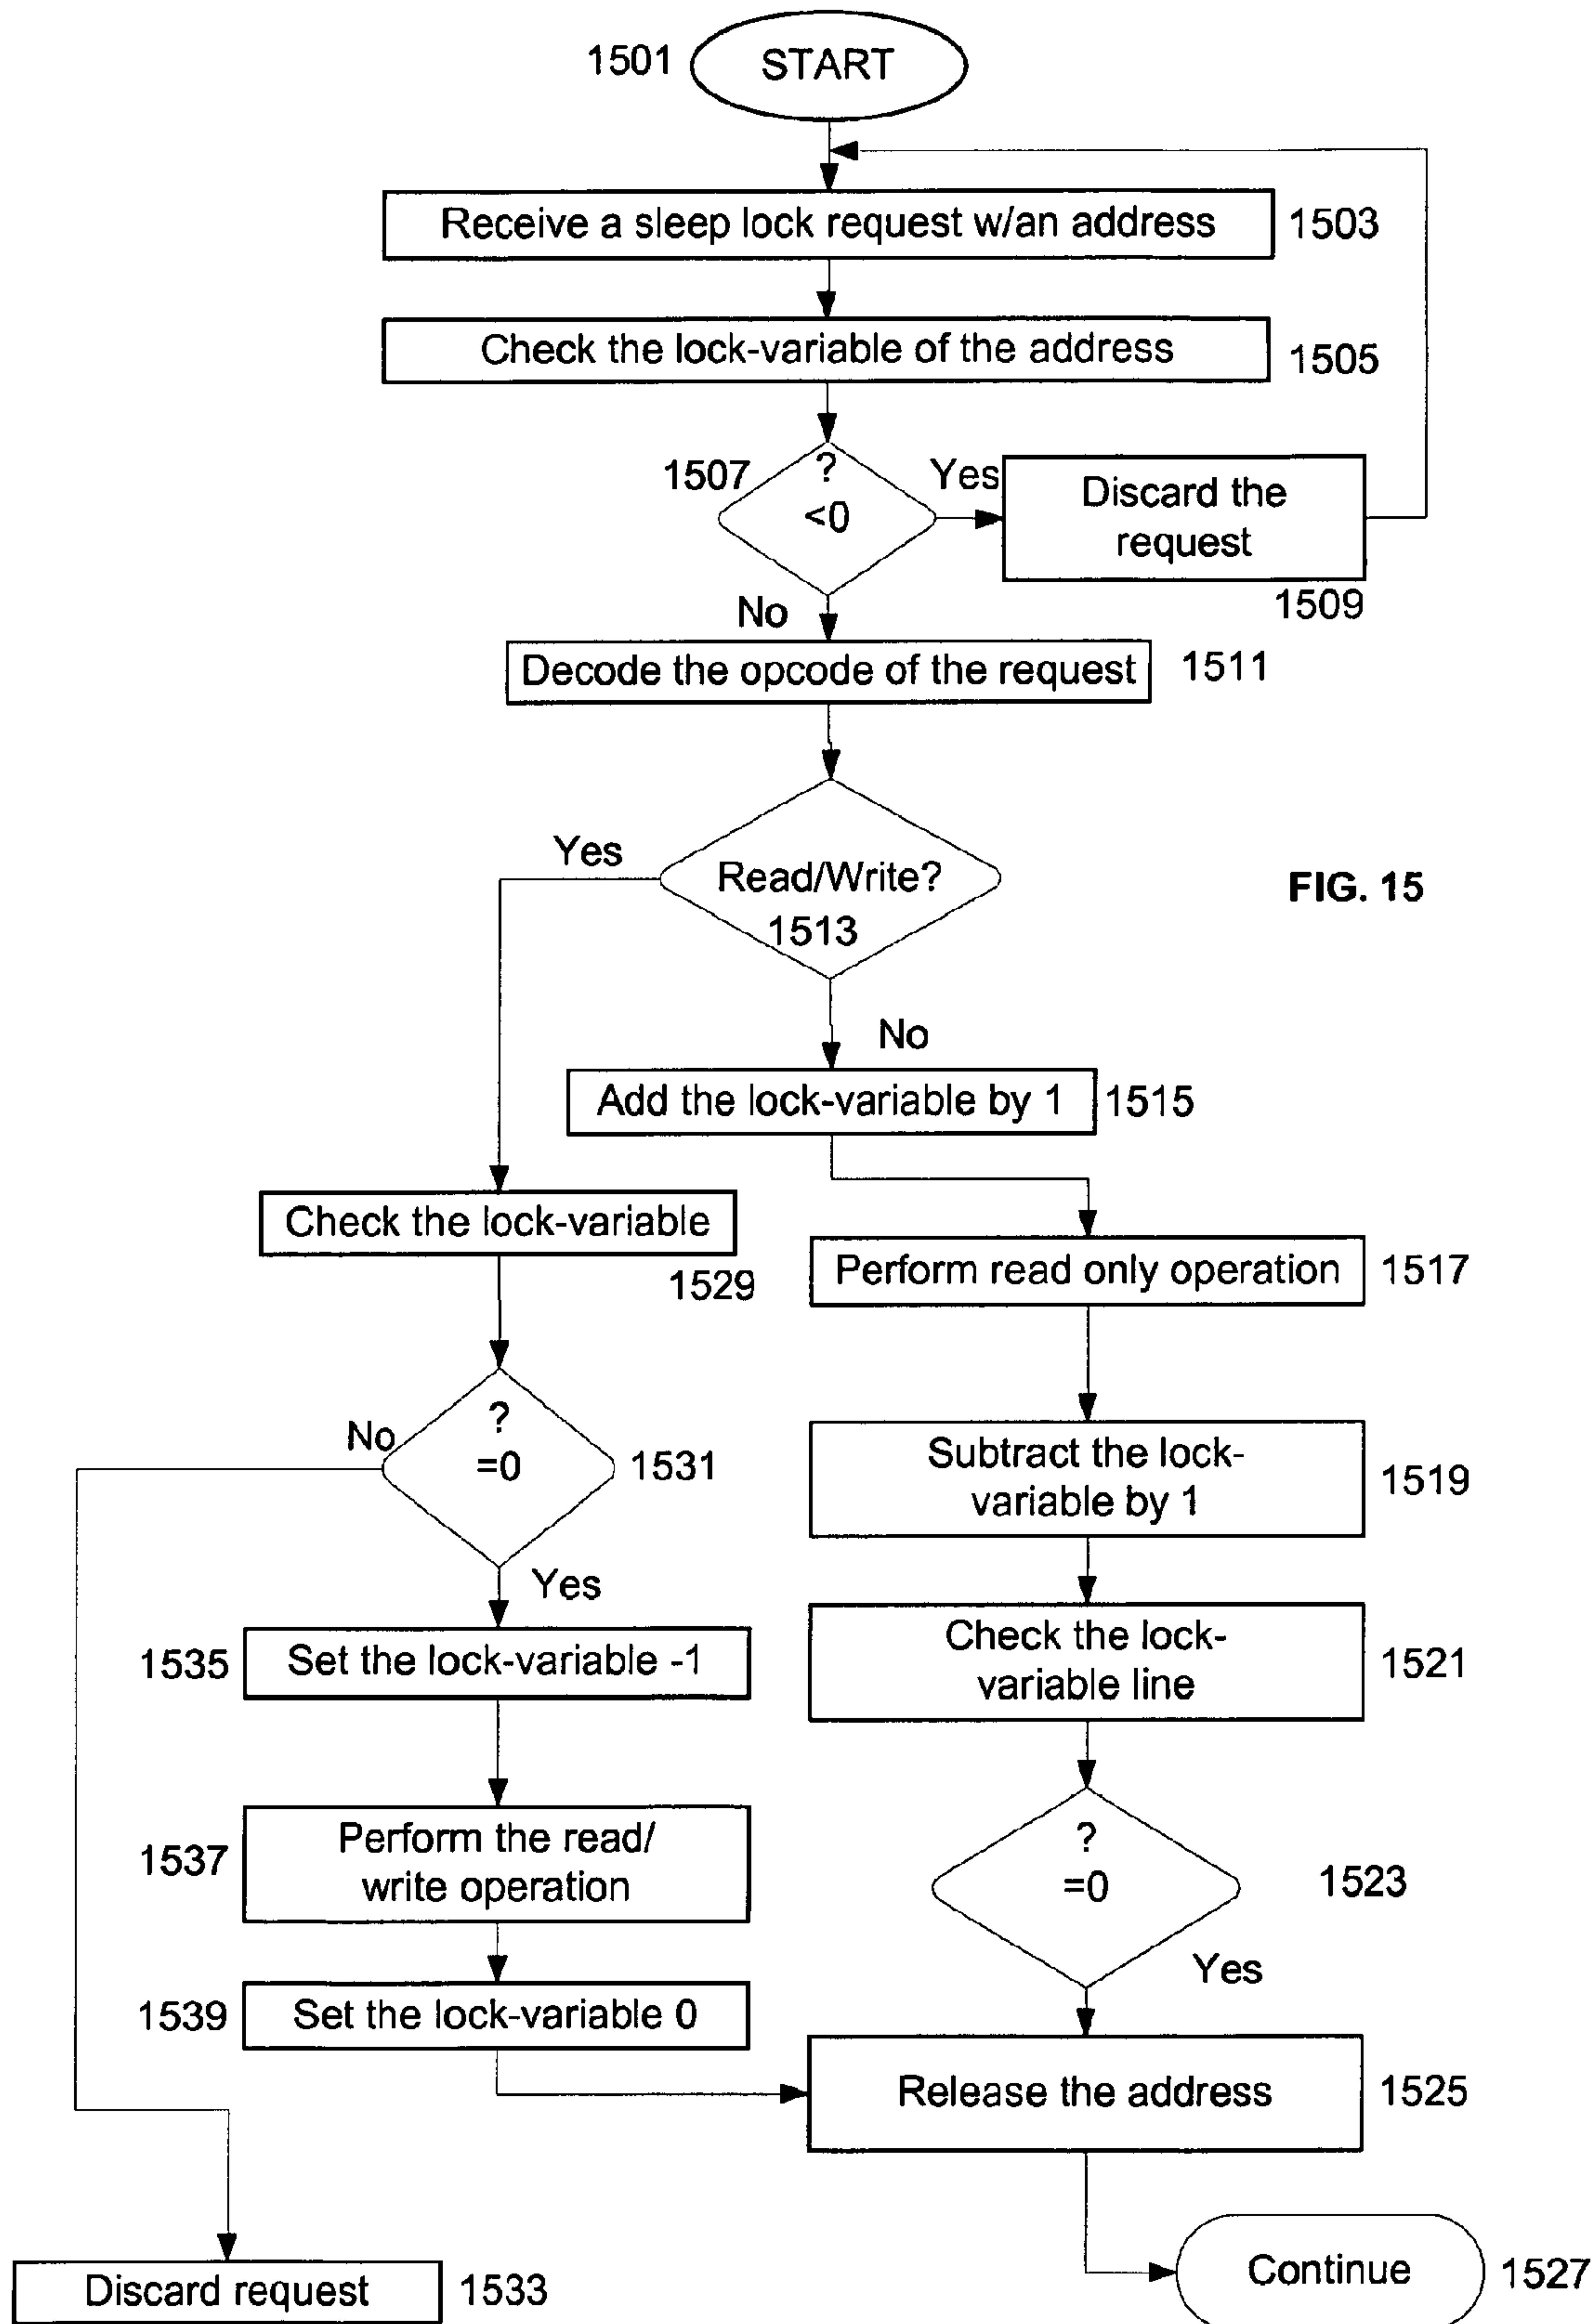 1501
START
Receive a sleep lock request w/an address
1503
Check the lock-variable of the address
1505
1507
?
<0
Yes
Discard the
request
1509
No
Decode the opcode of the request
1511
Yes
Read/Write?
1513
FIG. 15
No
Add the lock-variable by 1
1515
Check the lock-variable
1529
Perform read only operation
1517
No
?
=0
1531
Subtract the lock-
variable by 1
1519
Yes
1535
Set the lock-variable -1
Check the lock-
variable line
1521
1537
Perform the read/
write operation
?
=0
1523
Yes
1539
Set the lock-variable 0
Release the address
1525
Discard request
1533
Continue
1527